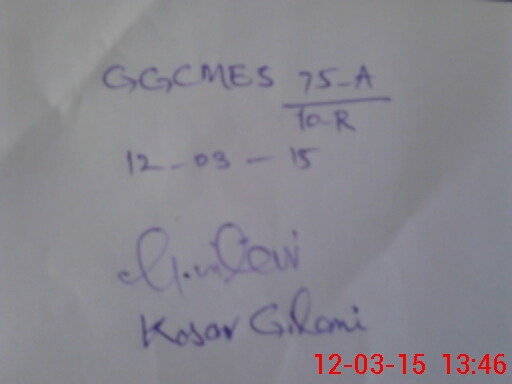 GGCMES 75-A
10-R
12-03-15
Kosar Gilani
12-03-15 13:46